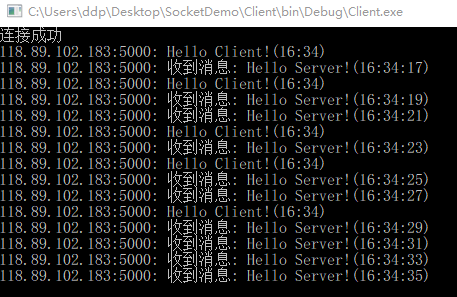 C:\Users\ddp\Desktop\SocketDemo\Client\bin\Debug\Client.exe
连接成功
118.89.102.183:5000: Hello Client!(16:34)
118.89.102.183:5000: 收到消息: Hello Server!(16:34:17)
118.89.102.183:5000: Hello Client!(16:34)
118.89.102.183:5000: 收到消息: Hello Server!(16:34:19)
118.89.102.183:5000: 收到消息: Hello Server!(16:34:21)
118.89.102.183:5000: Hello Client!(16:34)
118.89.102.183:5000: 收到消息: Hello Server!(16:34:23)
118.89.102.183:5000: Hello Client!(16:34)
118.89.102.183:5000: 收到消息: Hello Server!(16:34:25)
118.89.102.183:5000: 收到消息: Hello Server!(16:34:27)
118.89.102.183:5000: Hello Client!(16:34)
118.89.102.183:5000: 收到消息: Hello Server!(16:34:29)
118.89.102.183:5000: 收到消息: Hello Server!(16:34:31)
118.89.102.183:5000: 收到消息: Hello Server!(16:34:33)
118.89.102.183:5000: 收到消息: Hello Server!(16:34:35)